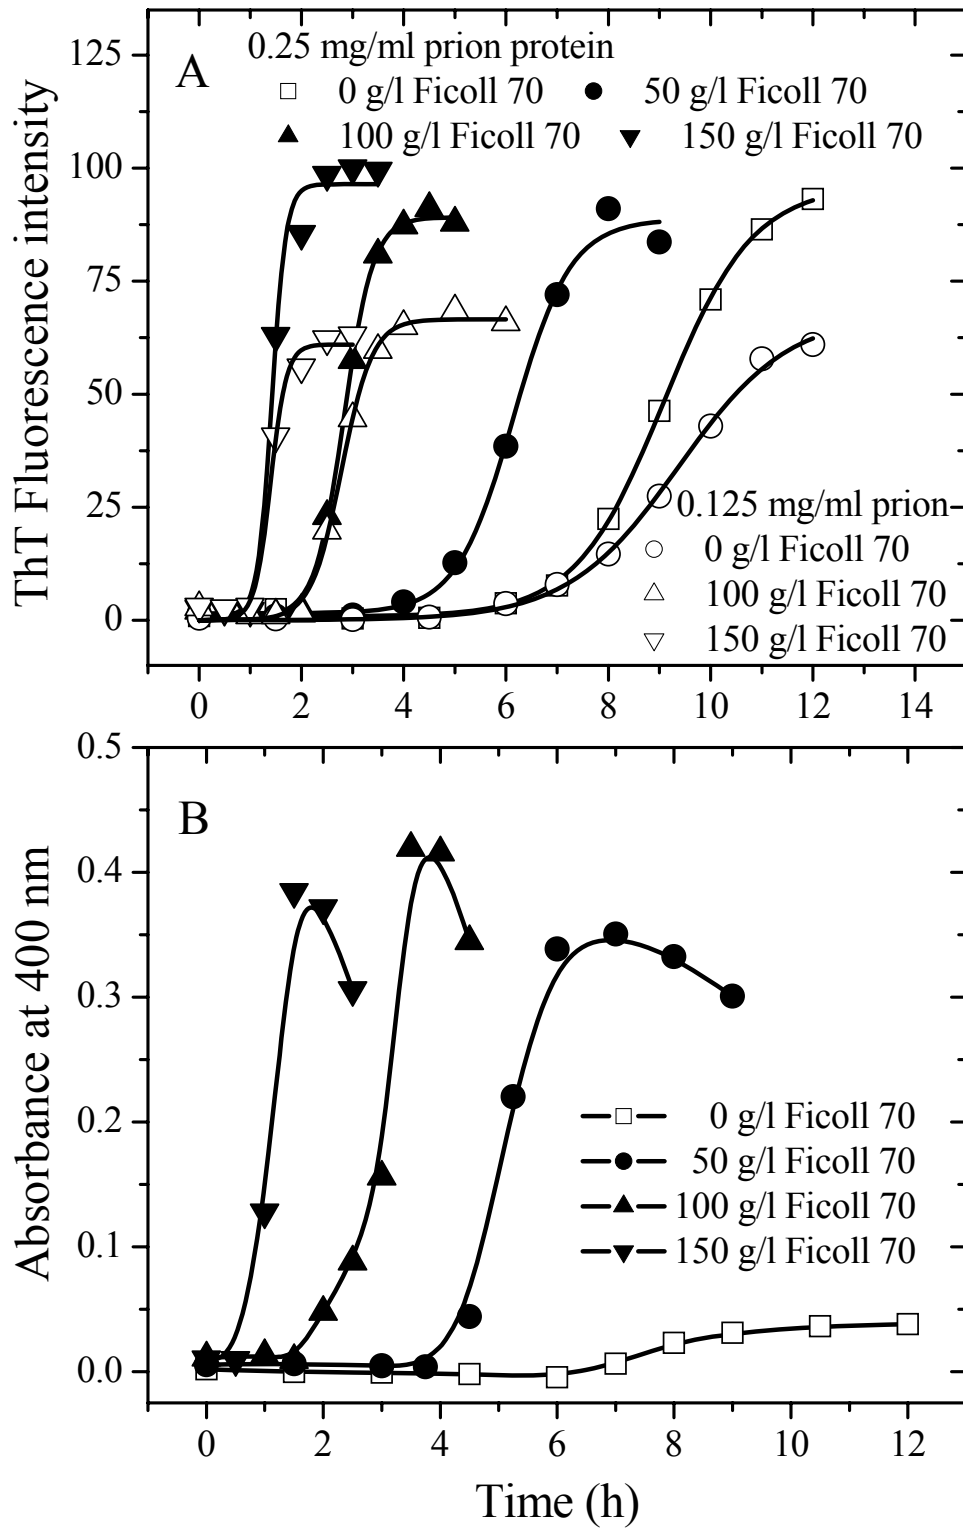 A
0.25 mg/ml prion protein
0 g/l Ficoll 70
50 g/l Ficoll 70
100 g/l Ficoll 70
150 g/l Ficoll 70
ThT Fluorescence intensity
125
100
75
50
25
0
0.125 mg/ml prion
0 g/l Ficoll 70
100 g/l Ficoll 70
150 g/l Ficoll 70
0 2 4 6 8 10 12 14
B
Absorbance at 400 nm
0.5
0.4
0.3
0.2
0.1
0.0
0 g/l Ficoll 70
50 g/l Ficoll 70
100 g/l Ficoll 70
150 g/l Ficoll 70
0 2 4 6 8 10 12
Time (h)